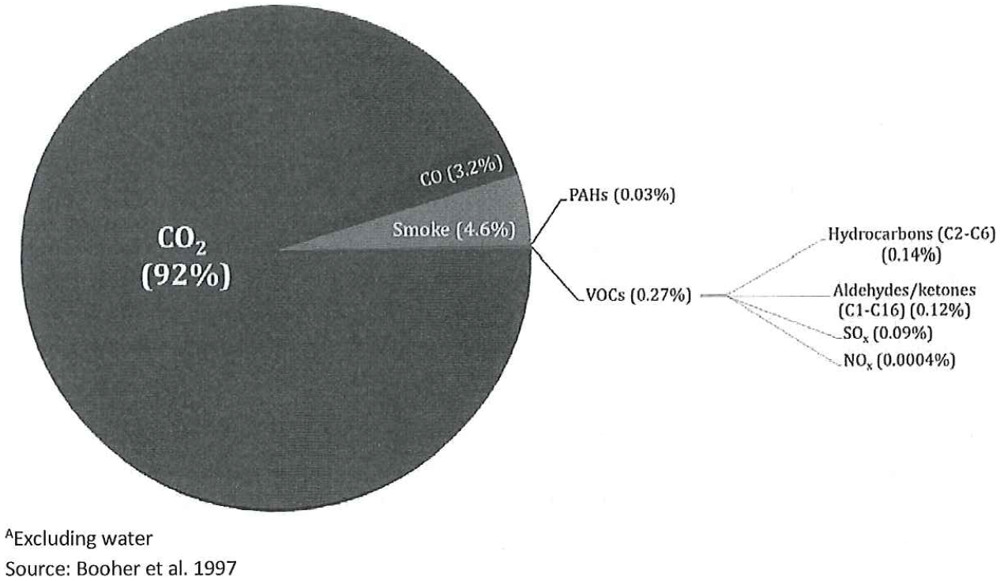 CO (3.2%)
PAHs (0.03%)
Smoke (4.6%)
CO₂
(92%)
Hydrocarbons (C2-C6)
(0.14%)
VOCs (0.27%)
Aldehydes/ketones
(C1-C16) (0.12%)
SOₓ (0.09%)
NOₓ (0.0004%)
ᴬExcluding water
Source: Booher et al. 1997